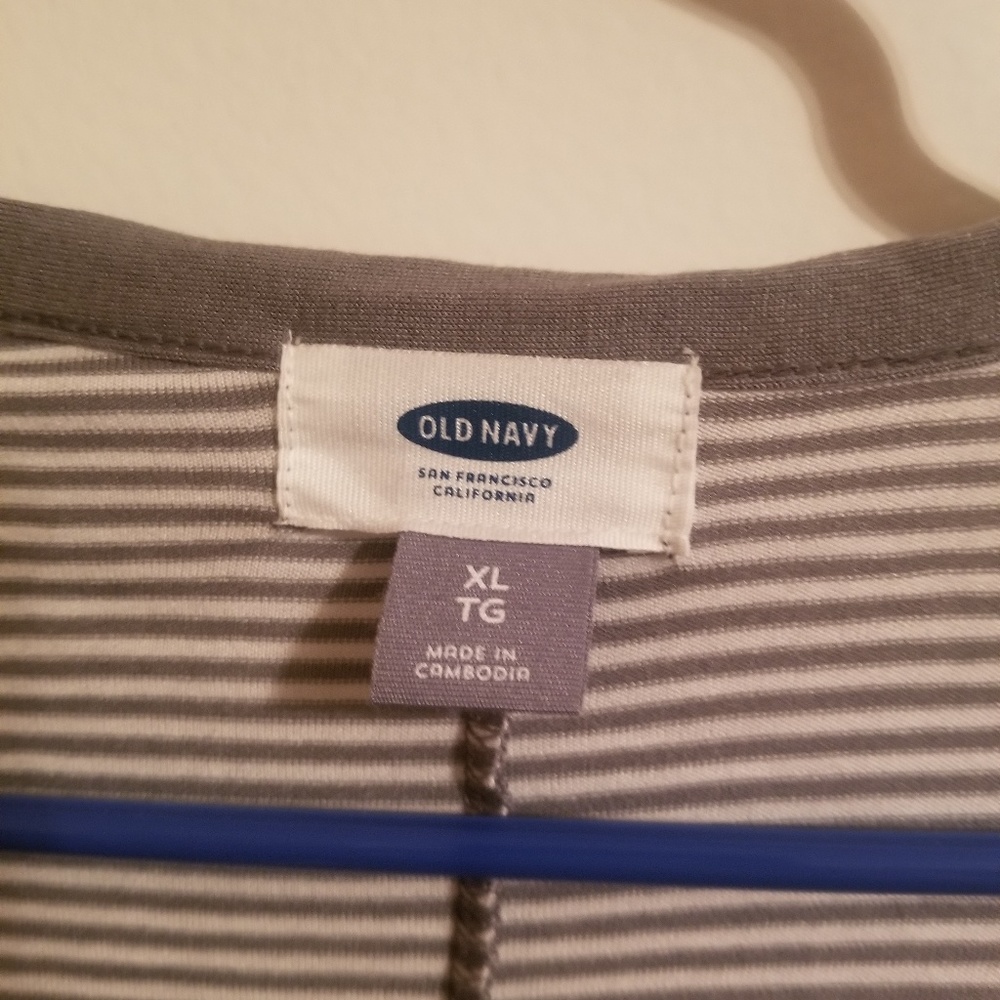 OLD NAVY
SAN FRANCISCO
CALIFORNIA
XL
TG
MADE IN
CAMBODIA